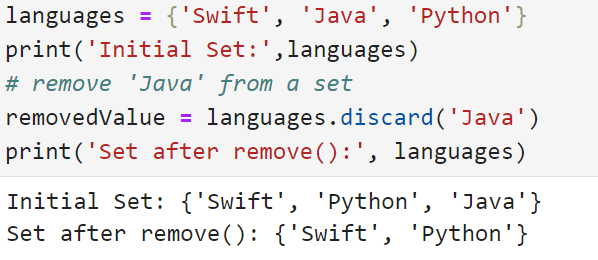 languages = {'Swift', 'Java', 'Python'}
print('Initial Set:',languages)
# remove 'Java' from a set
removedValue = languages.discard('Java')
print('Set after remove():', languages)
Initial Set: {'Swift', 'Python', 'Java'}
Set after remove(): {'Swift', 'Python'}